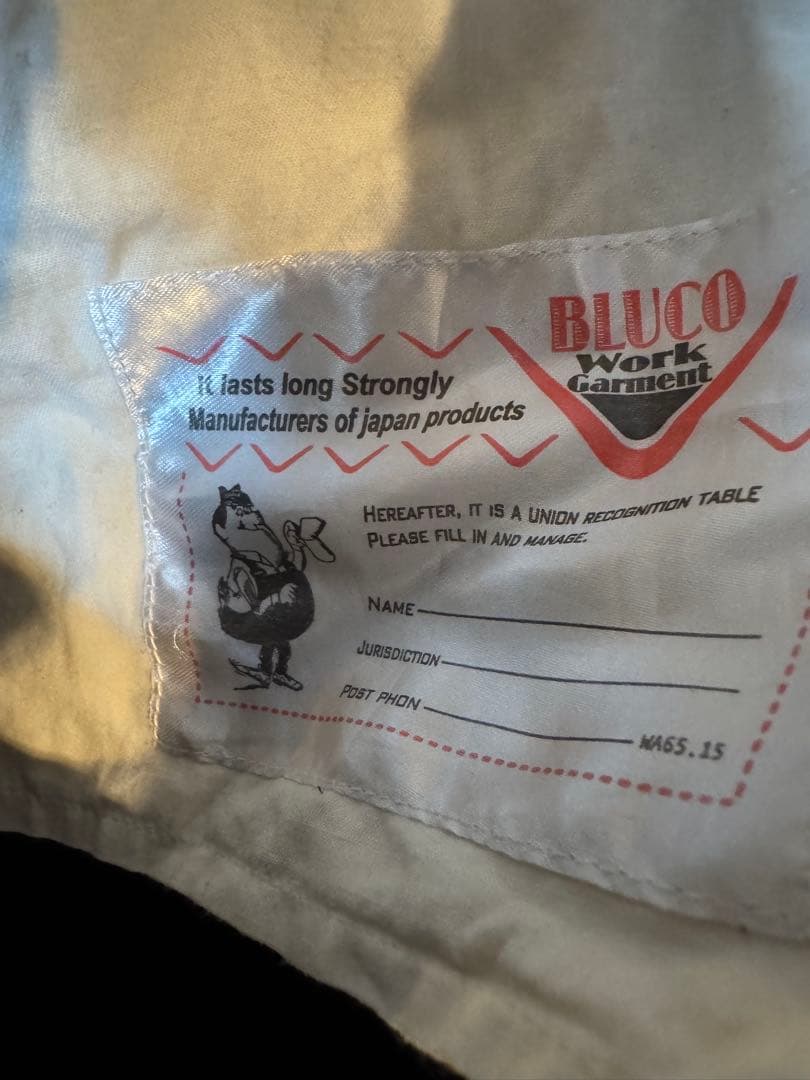 BLUCO
Work
Garment
It lasts long Strongly
Manufacturers of japan products
HEREAFTER, IT IS A UNION RECOGNITION TABLE
PLEASE FILL IN AND MANAGE.
NAME
JURISDICTION
POST PHON
WA65.15